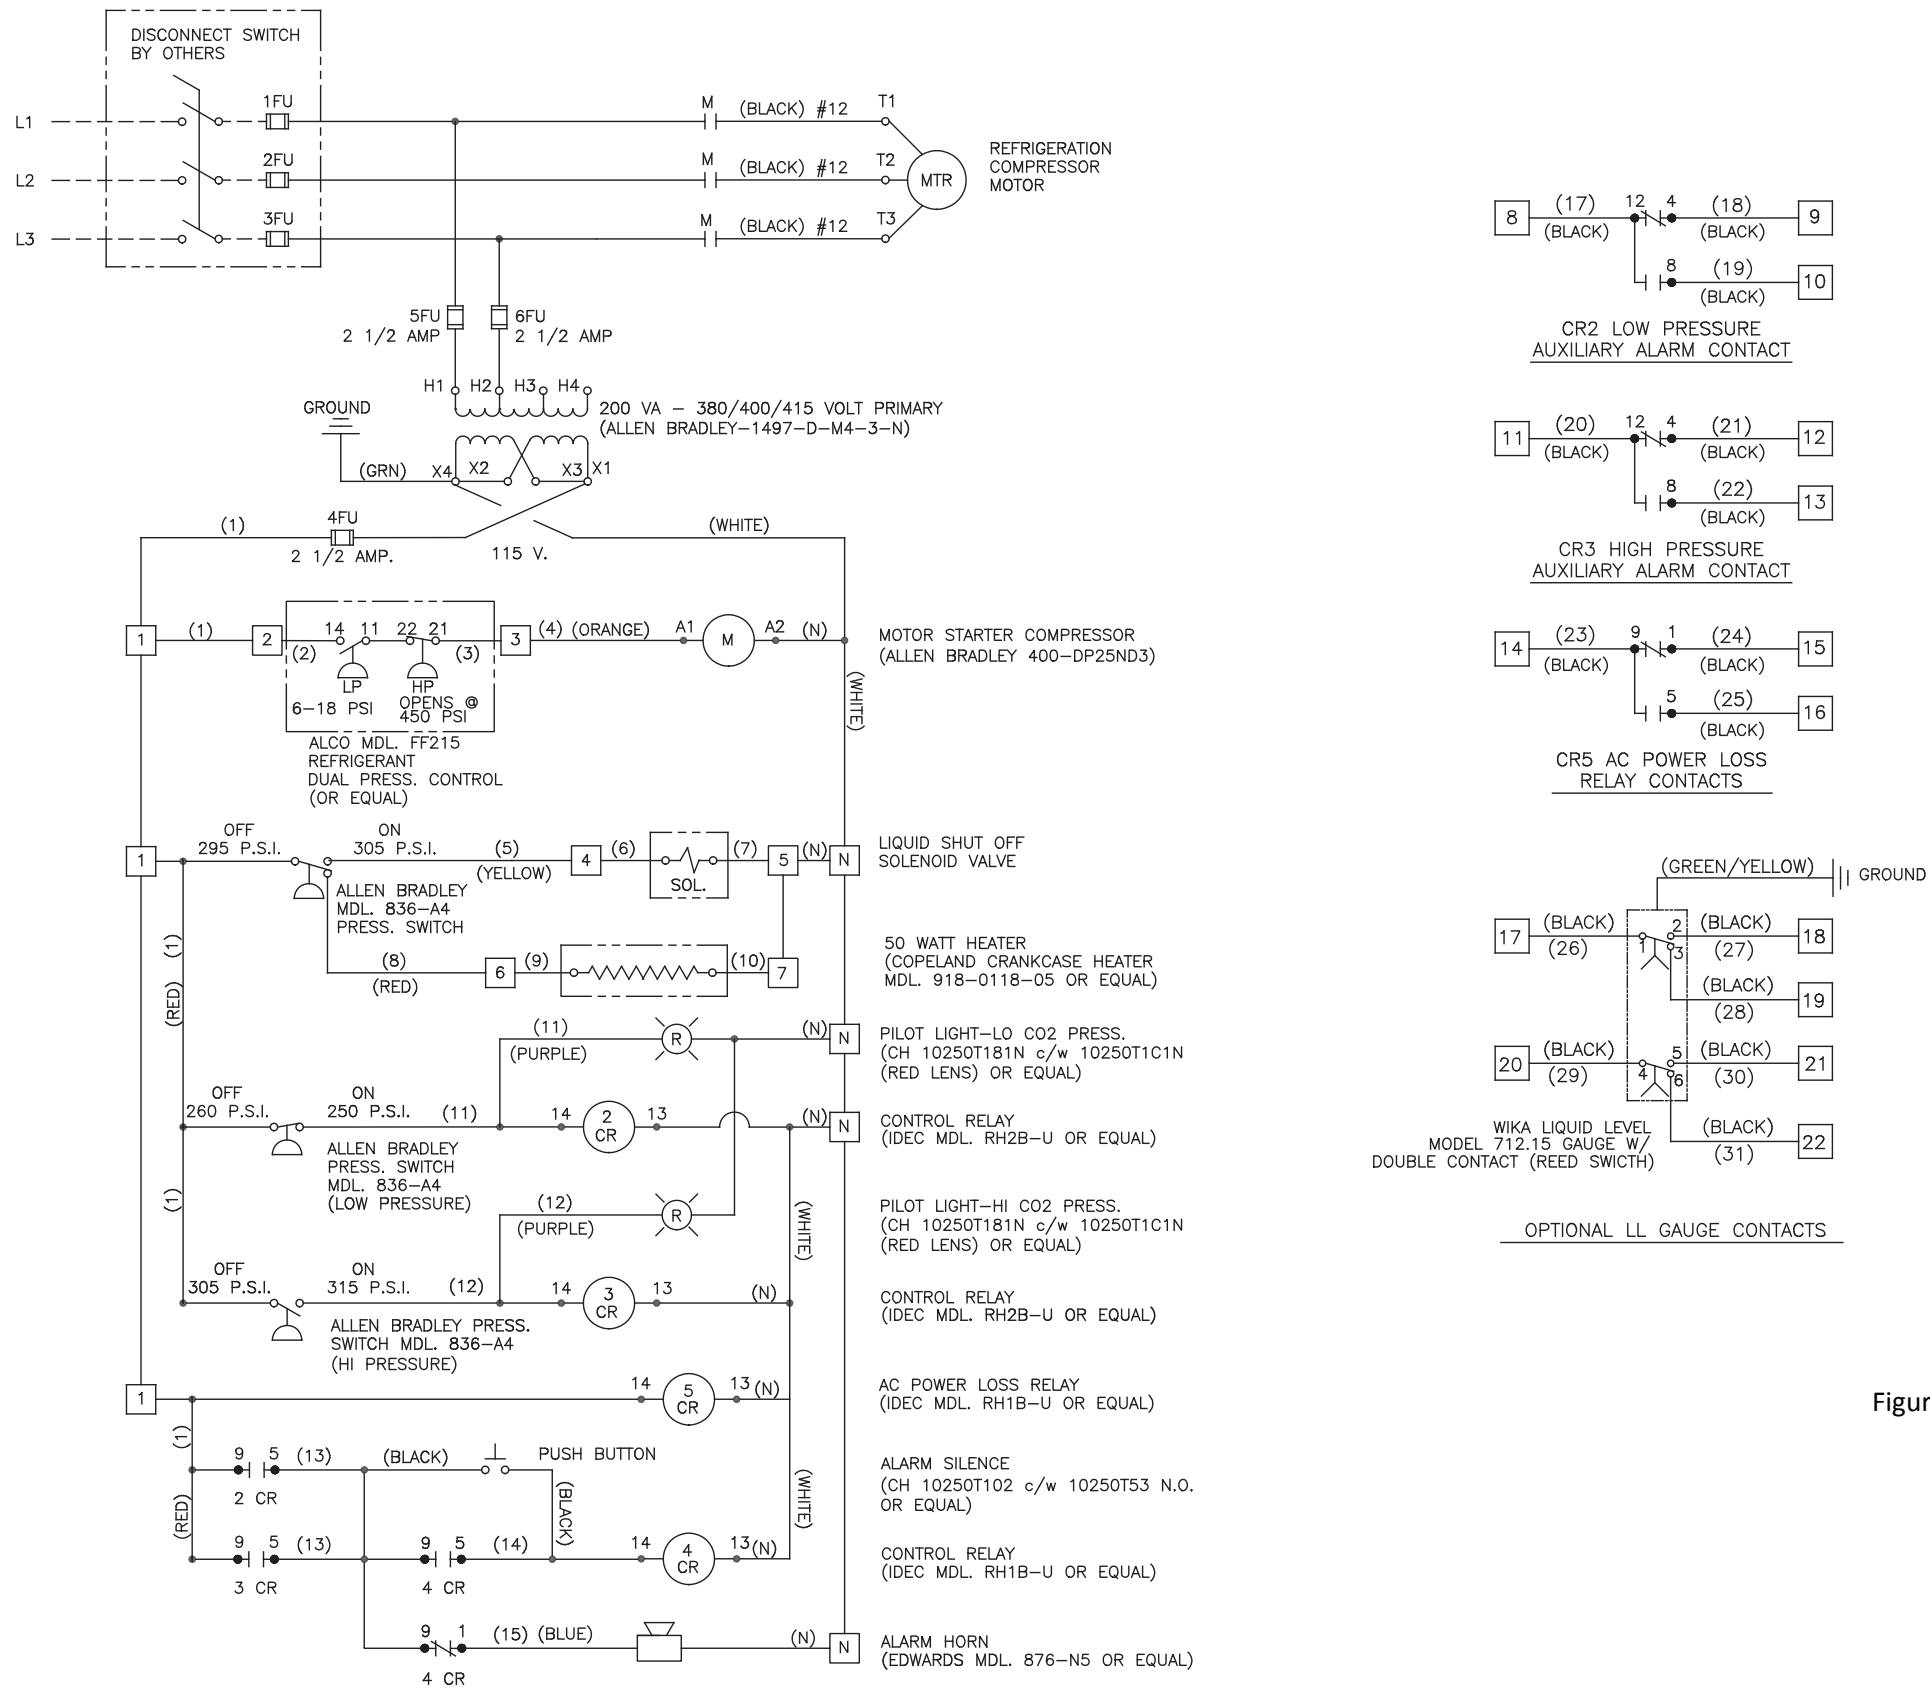 DISCONNECT SWITCH
BY OTHERS
1FU
L1
M
(BLACK) #12
T1
2FU
L2
M
(BLACK) #12
T2
3FU
L3
M
(BLACK) #12
T3
MTR
REFRIGERATION
COMPRESSOR
MOTOR
5FU
2 1/2 AMP
6FU
2 1/2 AMP
H1 H2 H3 H4
GROUND
200 VA – 380/400/415 VOLT PRIMARY
(ALLEN BRADLEY–1497–D–M4–3–N)
(GRN)
X4 X2 X3 X1
(1)
4FU
2 1/2 AMP.
115 V.
(WHITE)
1
(1)
2
14 11 22 21
(2)
(3)
3
(4) (ORANGE)
A1
M
A2
(N)
MOTOR STARTER COMPRESSOR
(ALLEN BRADLEY 400–DP25ND3)
LP
6–18 PSI
HP
OPENS @
450 PSI
(WHITE)
ALCO MDL. FF215
REFRIGERANT
DUAL PRESS. CONTROL
(OR EQUAL)
1
OFF
295 P.S.I.
ON
305 P.S.I.
(5)
(YELLOW)
4
(6)
SOL.
(7)
5
(N)
N
LIQUID SHUT OFF
SOLENOID VALVE
ALLEN BRADLEY
MDL. 836–A4
PRESS. SWITCH
(1)
(RED)
(8)
(RED)
6
(9)
(10)
7
50 WATT HEATER
(COPELAND CRANKCASE HEATER
MDL. 918–0118–05 OR EQUAL)
(11)
(PURPLE)
R
(N)
N
PILOT LIGHT–LO CO2 PRESS.
(CH 10250T181N c/w 10250T1C1N
(RED LENS) OR EQUAL)
OFF
260 P.S.I.
ON
250 P.S.I.
(11)
14
2
CR
13
(N)
N
CONTROL RELAY
(IDEC MDL. RH2B–U OR EQUAL)
ALLEN BRADLEY
PRESS. SWITCH
MDL. 836–A4
(LOW PRESSURE)
(1)
(12)
(PURPLE)
R
(WHITE)
PILOT LIGHT–HI CO2 PRESS.
(CH 10250T181N c/w 10250T1C1N
(RED LENS) OR EQUAL)
OFF
305 P.S.I.
ON
315 P.S.I.
(12)
14
3
CR
13
(N)
CONTROL RELAY
(IDEC MDL. RH2B–U OR EQUAL)
ALLEN BRADLEY PRESS.
SWITCH MDL. 836–A4
(HI PRESSURE)
1
14
5
CR
13
(N)
AC POWER LOSS RELAY
(IDEC MDL. RH1B–U OR EQUAL)
(1)
(RED)
9 5
(13)
2 CR
(BLACK)
PUSH BUTTON
(BLACK)
(WHITE)
ALARM SILENCE
(CH 10250T102 c/w 10250T53 N.O.
OR EQUAL)
9 5
(13)
3 CR
9 5
(14)
4 CR
14
4
CR
13
(N)
CONTROL RELAY
(IDEC MDL. RH1B–U OR EQUAL)
9 1
(15) (BLUE)
4 CR
(N)
N
ALARM HORN
(EDWARDS MDL. 876–N5 OR EQUAL)
8
(17)
(BLACK)
12 4
(18)
(BLACK)
9
8
(19)
(BLACK)
10
CR2 LOW PRESSURE
AUXILIARY ALARM CONTACT
11
(20)
(BLACK)
12 4
(21)
(BLACK)
12
8
(22)
(BLACK)
13
CR3 HIGH PRESSURE
AUXILIARY ALARM CONTACT
14
(23)
(BLACK)
9 1
(24)
(BLACK)
15
5
(25)
(BLACK)
16
CR5 AC POWER LOSS
RELAY CONTACTS
(GREEN/YELLOW)
GROUND
17
(BLACK)
(26)
1
2
3
(BLACK)
(27)
18
(BLACK)
(28)
19
20
(BLACK)
(29)
4
5
6
(BLACK)
(30)
21
(BLACK)
(31)
22
WIKA LIQUID LEVEL
MODEL 712.15 GAUGE W/
DOUBLE CONTACT (REED SWICTH)
OPTIONAL LL GAUGE CONTACTS
Figur